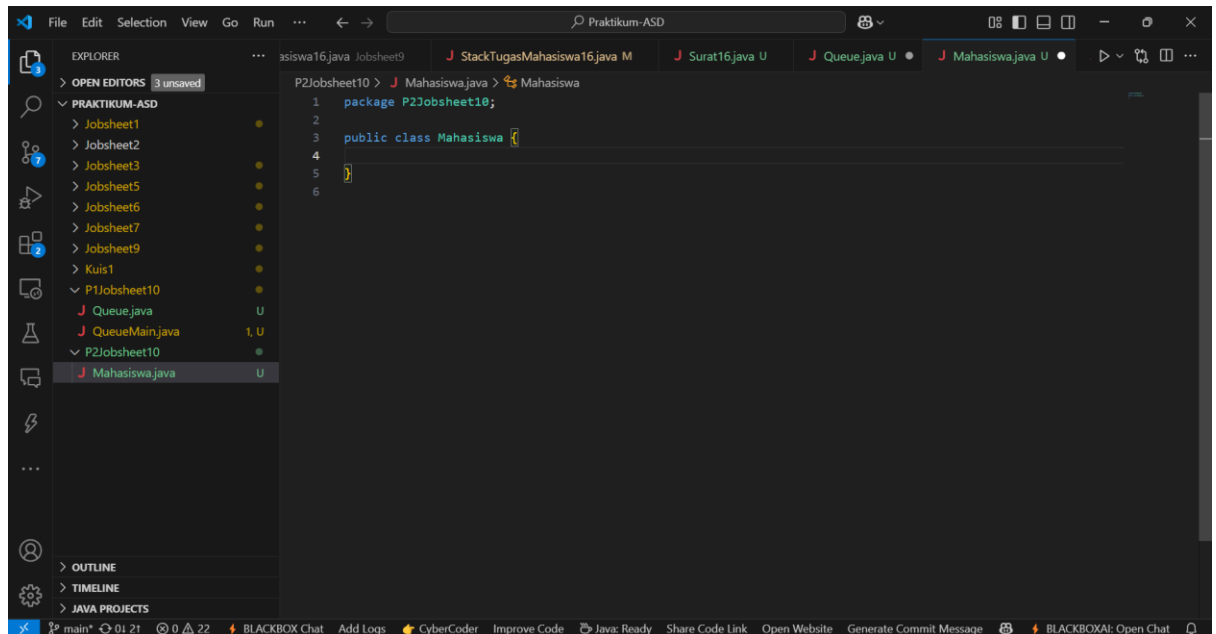 File Edit Selection View Go Run ··· ← → Praktikum-ASD
EXPLORER ···
asiswa16.java Jobsheet9 J StackTugasMahasiswa16.java M J Surat16.java U J Queue.java U ● J Mahasiswa.java U ●
P2Jobsheet10 > J Mahasiswa.java > Mahasiswa
> OPEN EDITORS 3 unsaved
PRAKTIKUM-ASD
> Jobsheet1
> Jobsheet2
> Jobsheet3
> Jobsheet5
> Jobsheet6
> Jobsheet7
> Jobsheet9
> Kuis1
P1Jobsheet10
J Queue.java U
J QueueMain.java 1, U
P2Jobsheet10
J Mahasiswa.java U
> OUTLINE
> TIMELINE
> JAVA PROJECTS
3
7
2
1 package P2Jobsheet10;
2
3 public class Mahasiswa {
4
5 }
6
main* 0↓ 2↑ 0 22 BLACKBOX Chat Add Logs CyberCoder Improve Code Java: Ready Share Code Link Open Website Generate Commit Message BLACKBOXAI: Open Chat